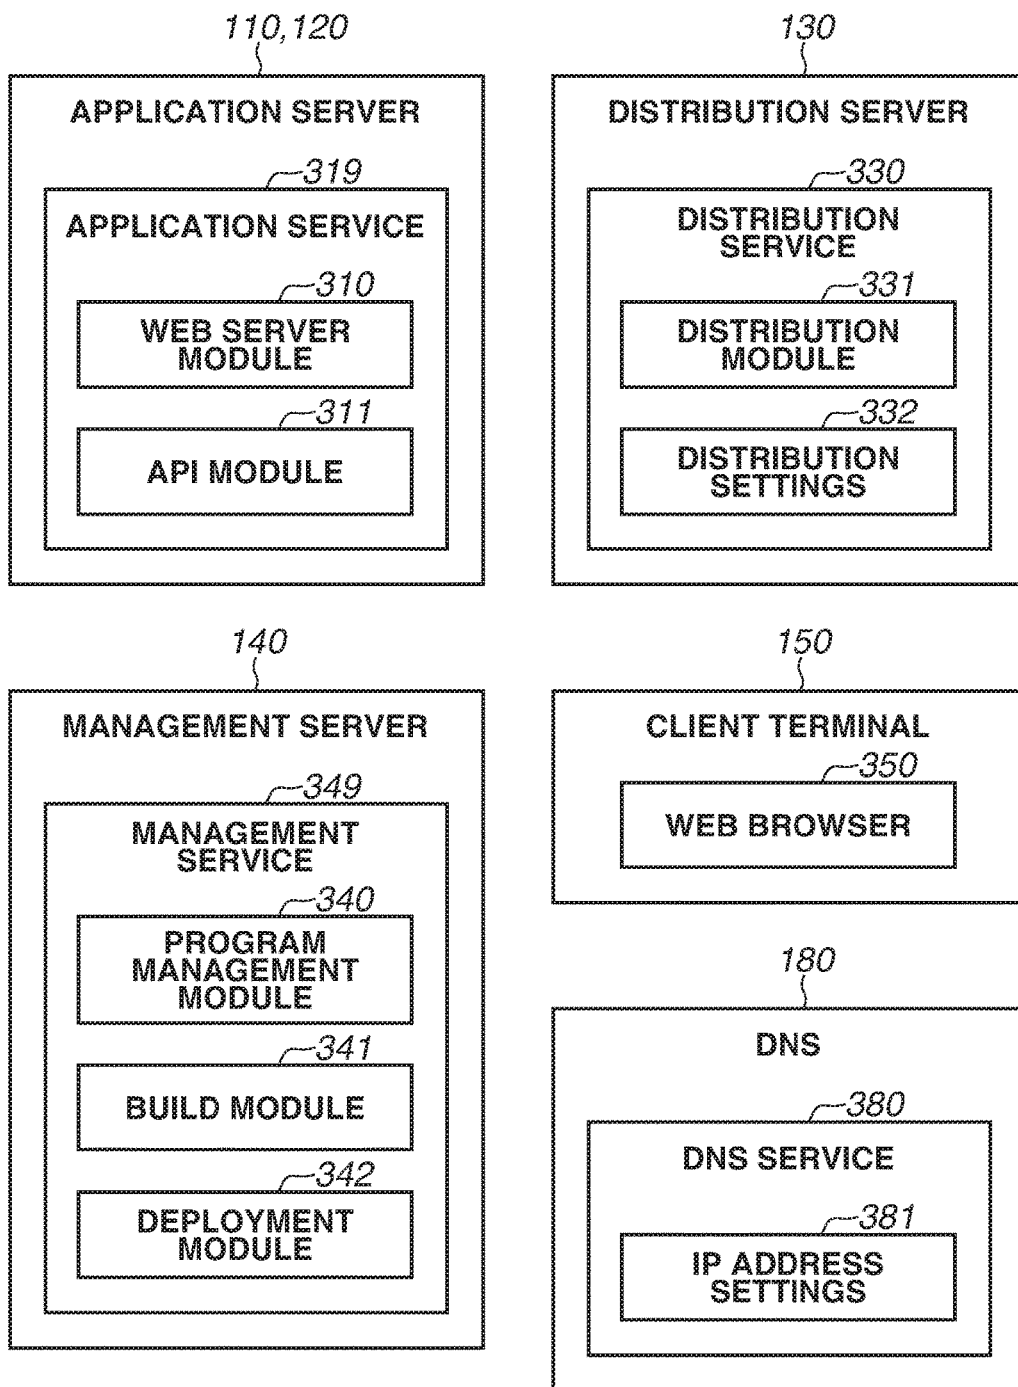 110,120
APPLICATION SERVER
319
APPLICATION SERVICE
310
WEB SERVER
MODULE
311
API MODULE
130
DISTRIBUTION SERVER
330
DISTRIBUTION
SERVICE
331
DISTRIBUTION
MODULE
332
DISTRIBUTION
SETTINGS
140
MANAGEMENT SERVER
349
MANAGEMENT
SERVICE
340
PROGRAM
MANAGEMENT
MODULE
341
BUILD MODULE
342
DEPLOYMENT
MODULE
150
CLIENT TERMINAL
350
WEB BROWSER
180
DNS
380
DNS SERVICE
381
IP ADDRESS
SETTINGS